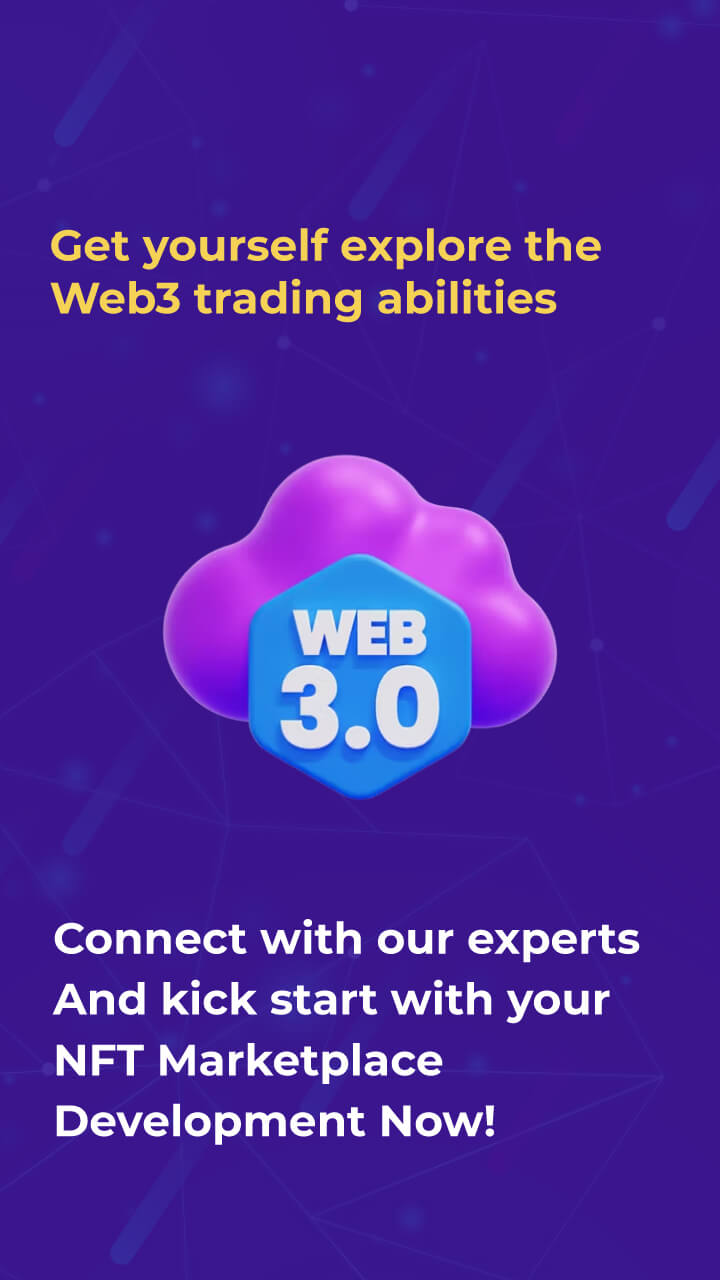 Get yourself explore the
Web3 trading abilities
WEB
3.0
Connect with our experts
And kick start with your
NFT Marketplace
Development Now!